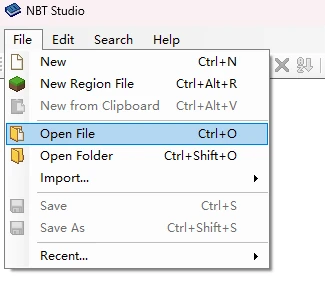 NBT Studio
File Edit Search Help
New Ctrl+N
New Region File Ctrl+Alt+R
New from Clipboard Ctrl+Alt+V
Open File Ctrl+O
Open Folder Ctrl+Shift+O
Import...
Save Ctrl+S
Save As Ctrl+Shift+S
Recent...